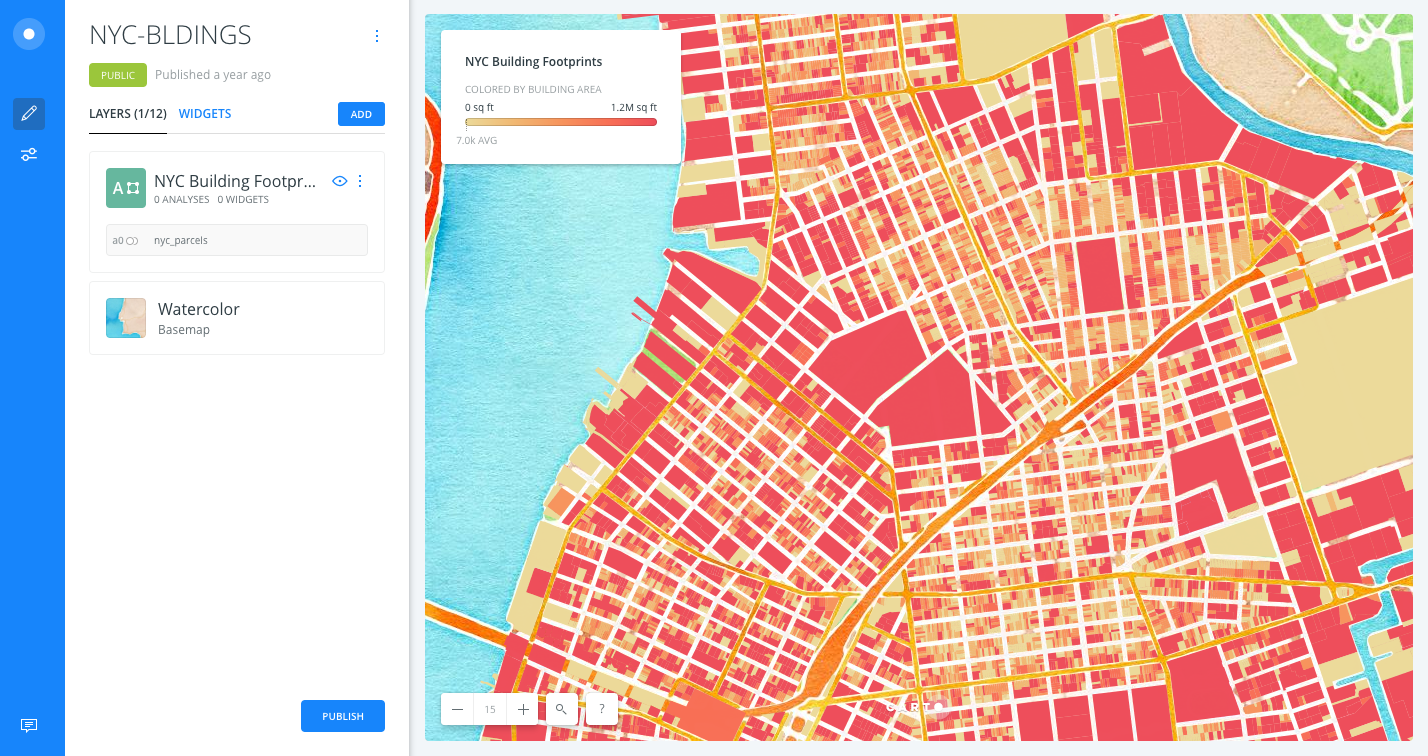 NYC-BLDINGS
PUBLIC Published a year ago
LAYERS (1/12) WIDGETS ADD
A NYC Building Footpr...
0 ANALYSES 0 WIDGETS
a0 nyc_parcels
Watercolor
Basemap
PUBLISH
NYC Building Footprints
COLORED BY BUILDING AREA
0 sq ft 1.2M sq ft
7.0k AVG
15 ?
CARTO